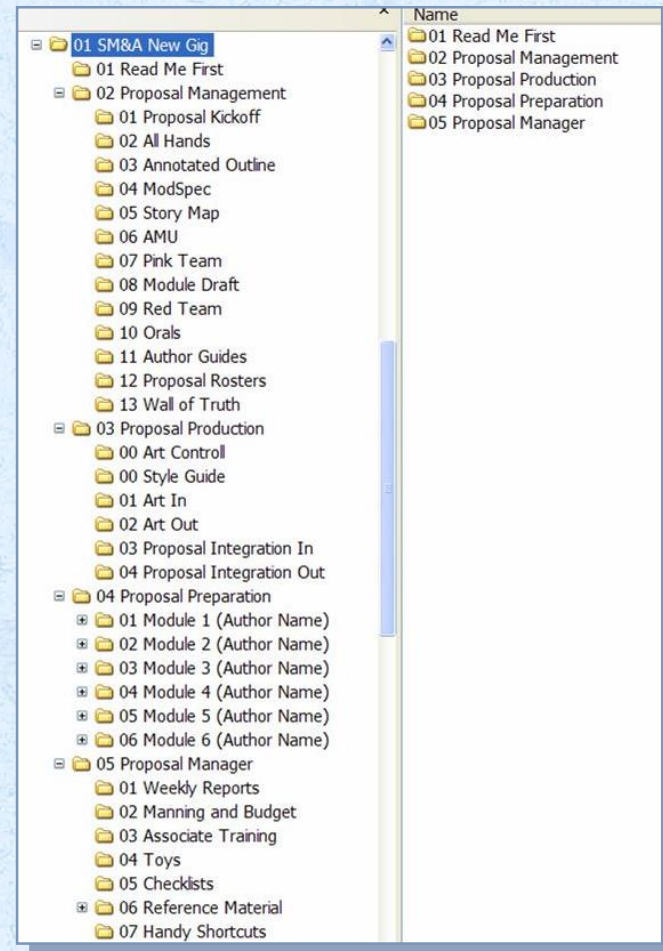 01 SM&A New Gig
01 Read Me First
02 Proposal Management
01 Proposal Kickoff
02 All Hands
03 Annotated Outline
04 ModSpec
05 Story Map
06 AMU
07 Pink Team
08 Module Draft
09 Red Team
10 Orals
11 Author Guides
12 Proposal Rosters
13 Wall of Truth
03 Proposal Production
00 Art Control
00 Style Guide
01 Art In
02 Art Out
03 Proposal Integration In
04 Proposal Integration Out
04 Proposal Preparation
01 Module 1 (Author Name)
02 Module 2 (Author Name)
03 Module 3 (Author Name)
04 Module 4 (Author Name)
05 Module 5 (Author Name)
06 Module 6 (Author Name)
05 Proposal Manager
01 Weekly Reports
02 Manning and Budget
03 Associate Training
04 Toys
05 Checklists
06 Reference Material
07 Handy Shortcuts
Name
01 Read Me First
02 Proposal Management
03 Proposal Production
04 Proposal Preparation
05 Proposal Manager